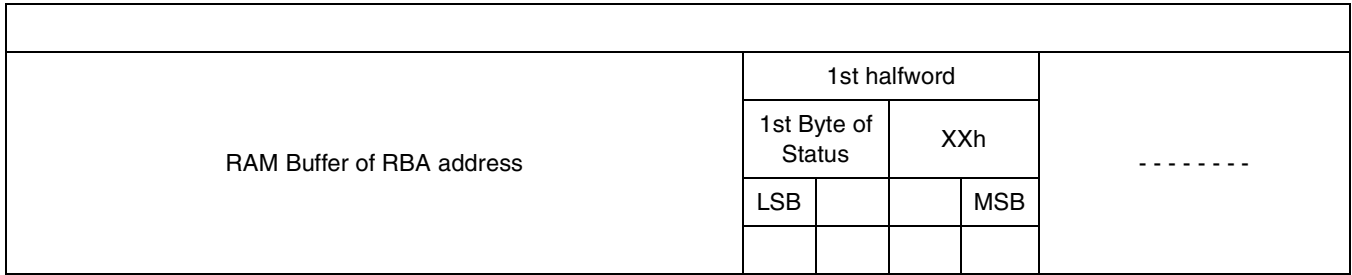 1st halfword
1st Byte of
Status
XXh
RAM Buffer of RBA address
- - - - - - - -
LSB
MSB